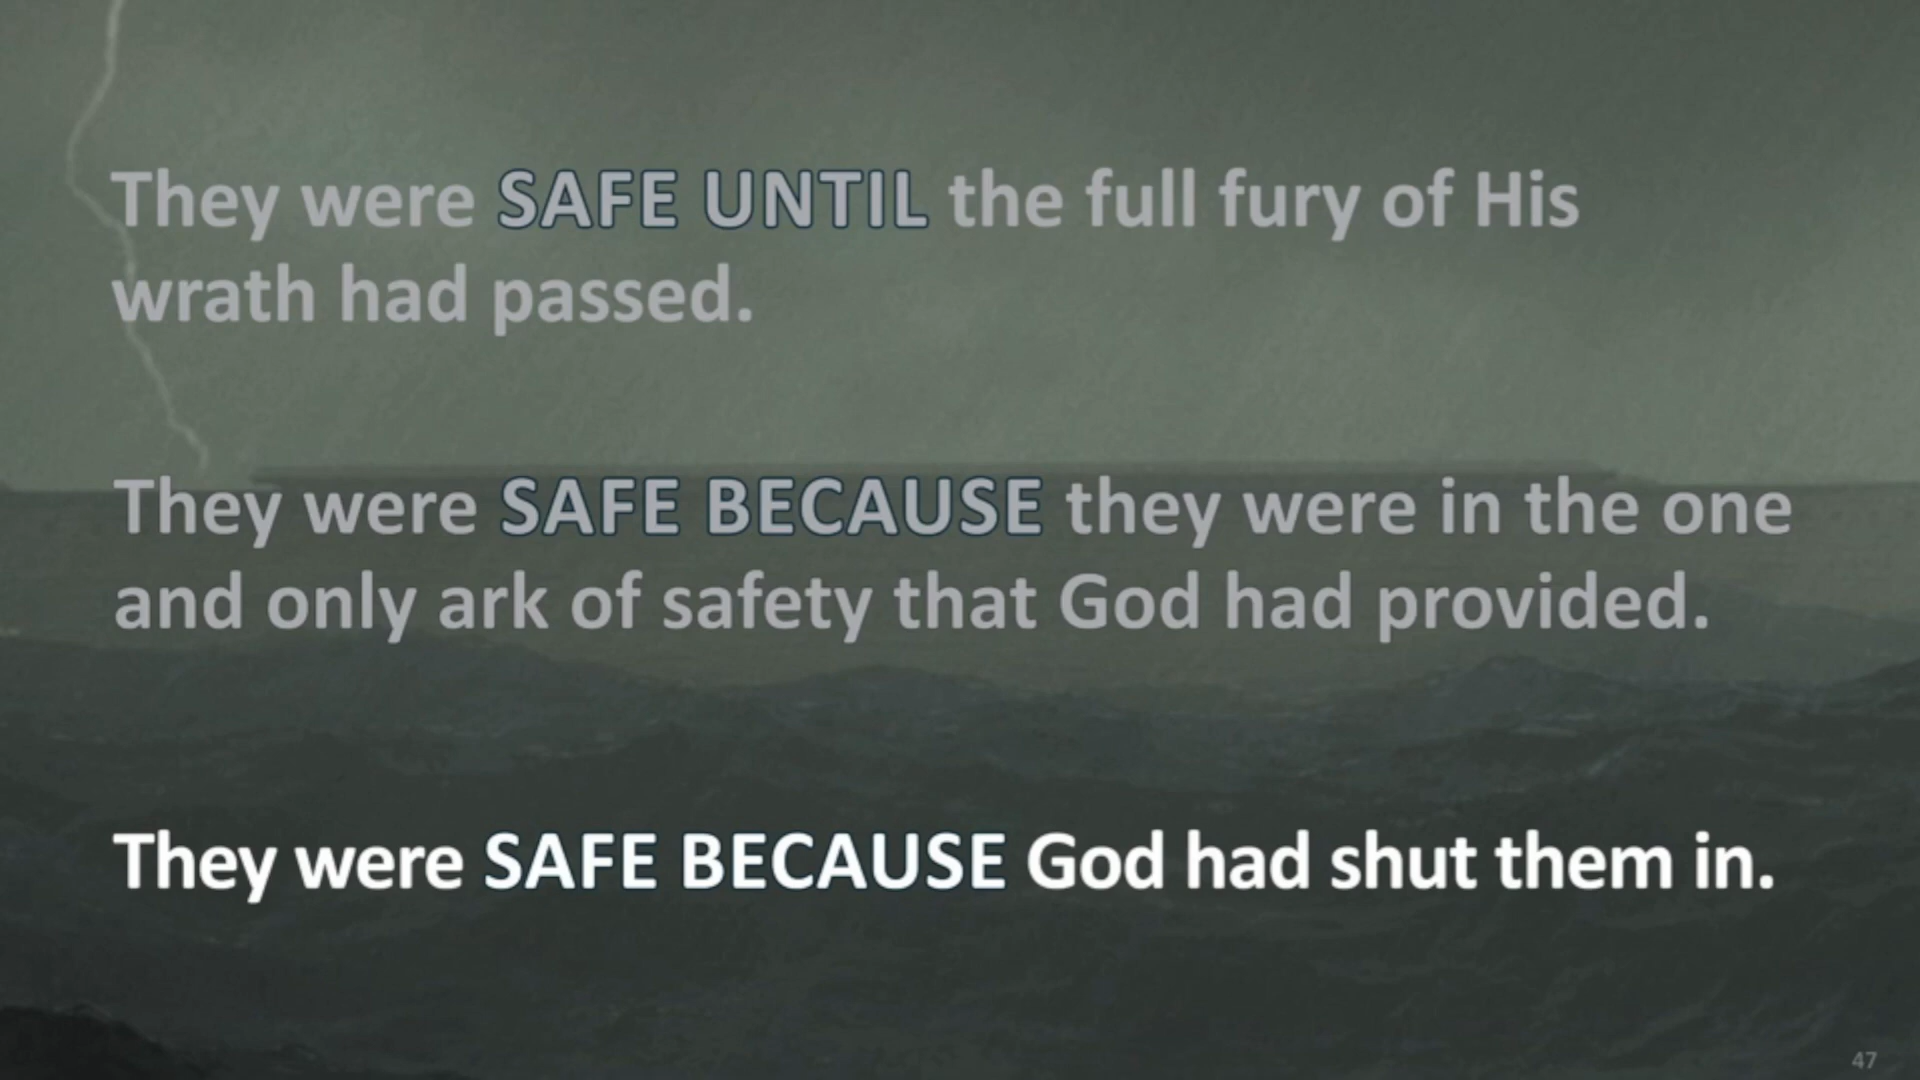 They were SAFE UNTIL the full fury of His
wrath had passed.
They were SAFE BECAUSE they were in the one
and only ark of safety that God had provided.
They were SAFE BECAUSE God had shut them in.
47